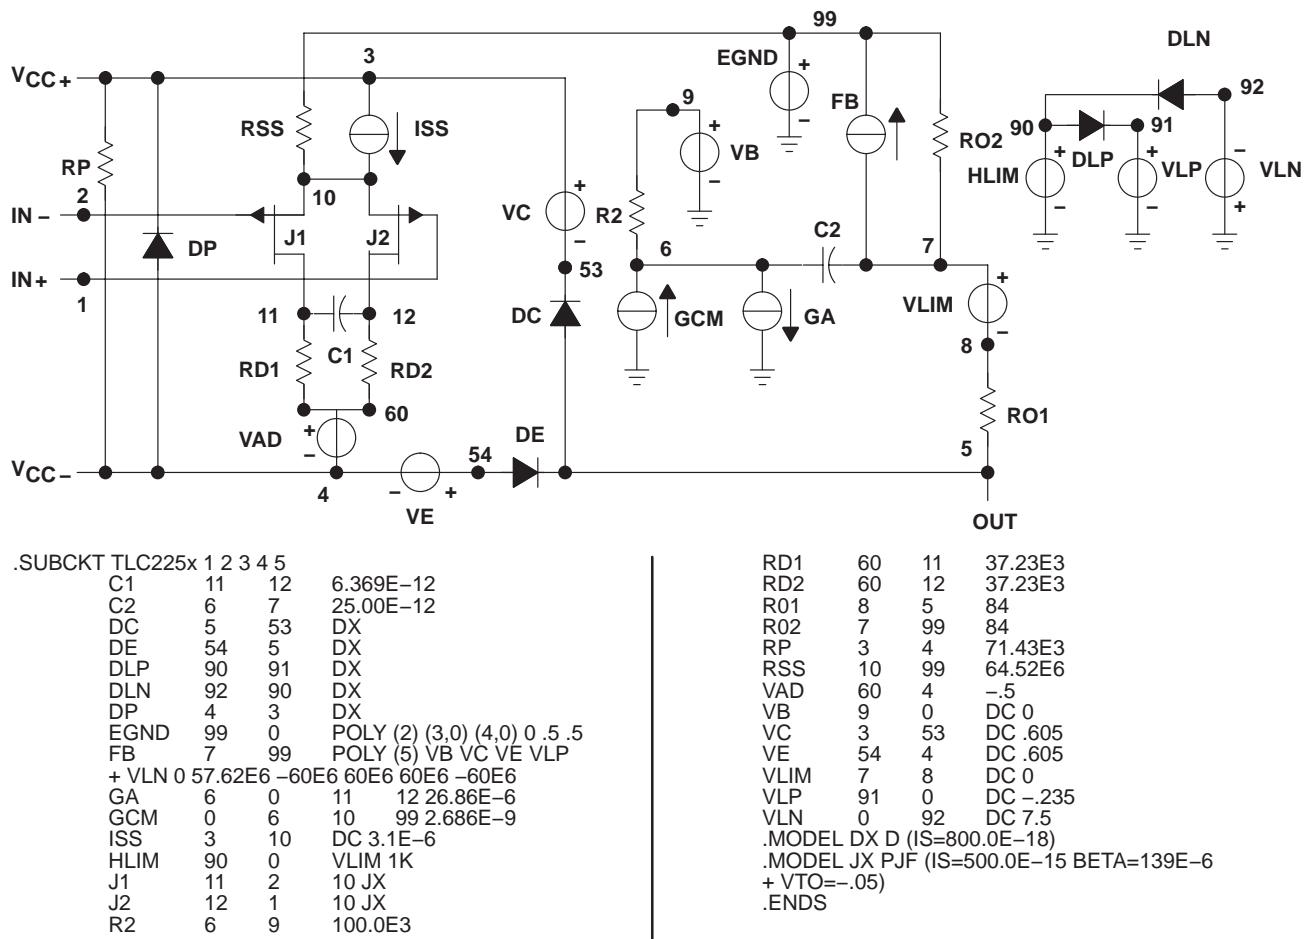 99
DLN
3
EGND
+
−
VCC+
9
FB
92
RSS
ISS
+
−
VB
RO2
90
91
+
−
HLIM
DLP
+
−
VLP
−
+
VLN
RP
2
10
IN−
J1
J2
DP
+
−
VC
R2
C2
6
7
IN+
1
53
11
12
C1
DC
GCM
GA
VLIM
+
−
8
RD1
RD2
60
VAD
+
−
RO1
DE
5
VCC−
54
4
−
+
VE
OUT
.SUBCKT TLC225x 1 2 3 4 5
C1 11 12 6.369E−12
C2 6 7 25.00E−12
DC 5 53 DX
DE 54 5 DX
DLP 90 91 DX
DLN 92 90 DX
DP 4 3 DX
EGND 99 0 POLY (2) (3,0) (4,0) 0 .5 .5
FB 7 99 POLY (5) VB VC VE VLP
+ VLN 0 57.62E6 −60E6 60E6 60E6 −60E6
GA 6 0 11 12 26.86E−6
GCM 0 6 10 99 2.686E−9
ISS 3 10 DC 3.1E−6
HLIM 90 0 VLIM 1K
J1 11 2 10 JX
J2 12 1 10 JX
R2 6 9 100.0E3
RD1 60 11 37.23E3
RD2 60 12 37.23E3
R01 8 5 84
R02 7 99 84
RP 3 4 71.43E3
RSS 10 99 64.52E6
VAD 60 4 −.5
VB 9 0 DC 0
VC 3 53 DC .605
VE 54 4 DC .605
VLIM 7 8 DC 0
VLP 91 0 DC −.235
VLN 0 92 DC 7.5
.MODEL DX D (IS=800.0E−18)
.MODEL JX PJF (IS=500.0E−15 BETA=139E−6
+ VTO=−.05)
.ENDS